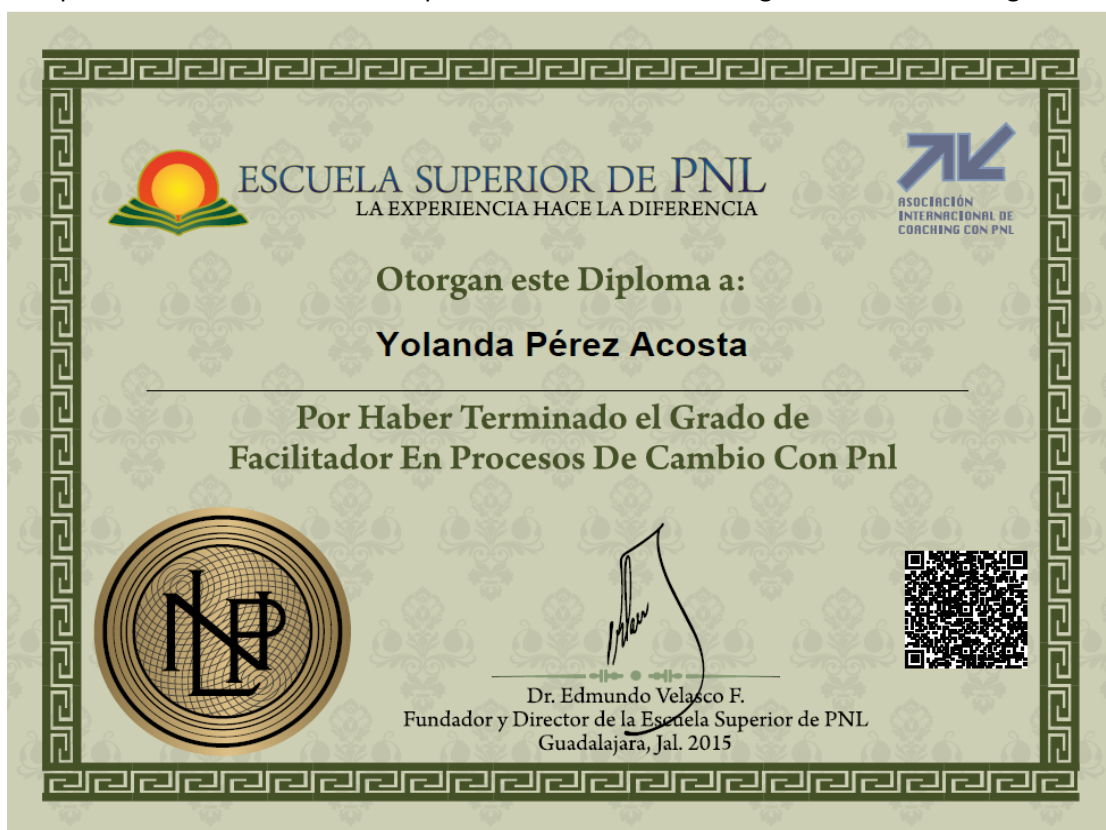 ESCUELA SUPERIOR DE PNL
LA EXPERIENCIA HACE LA DIFERENCIA
ASOCIACIÓN
INTERNACIONAL DE
COACHING CON PNL
Otorgan este Diploma a:
Yolanda Pérez Acosta
Por Haber Terminado el Grado de
Facilitador En Procesos De Cambio Con Pnl
NLP
Dr. Edmundo Velasco F.
Fundador y Director de la Escuela Superior de PNL
Guadalajara, Jal. 2015